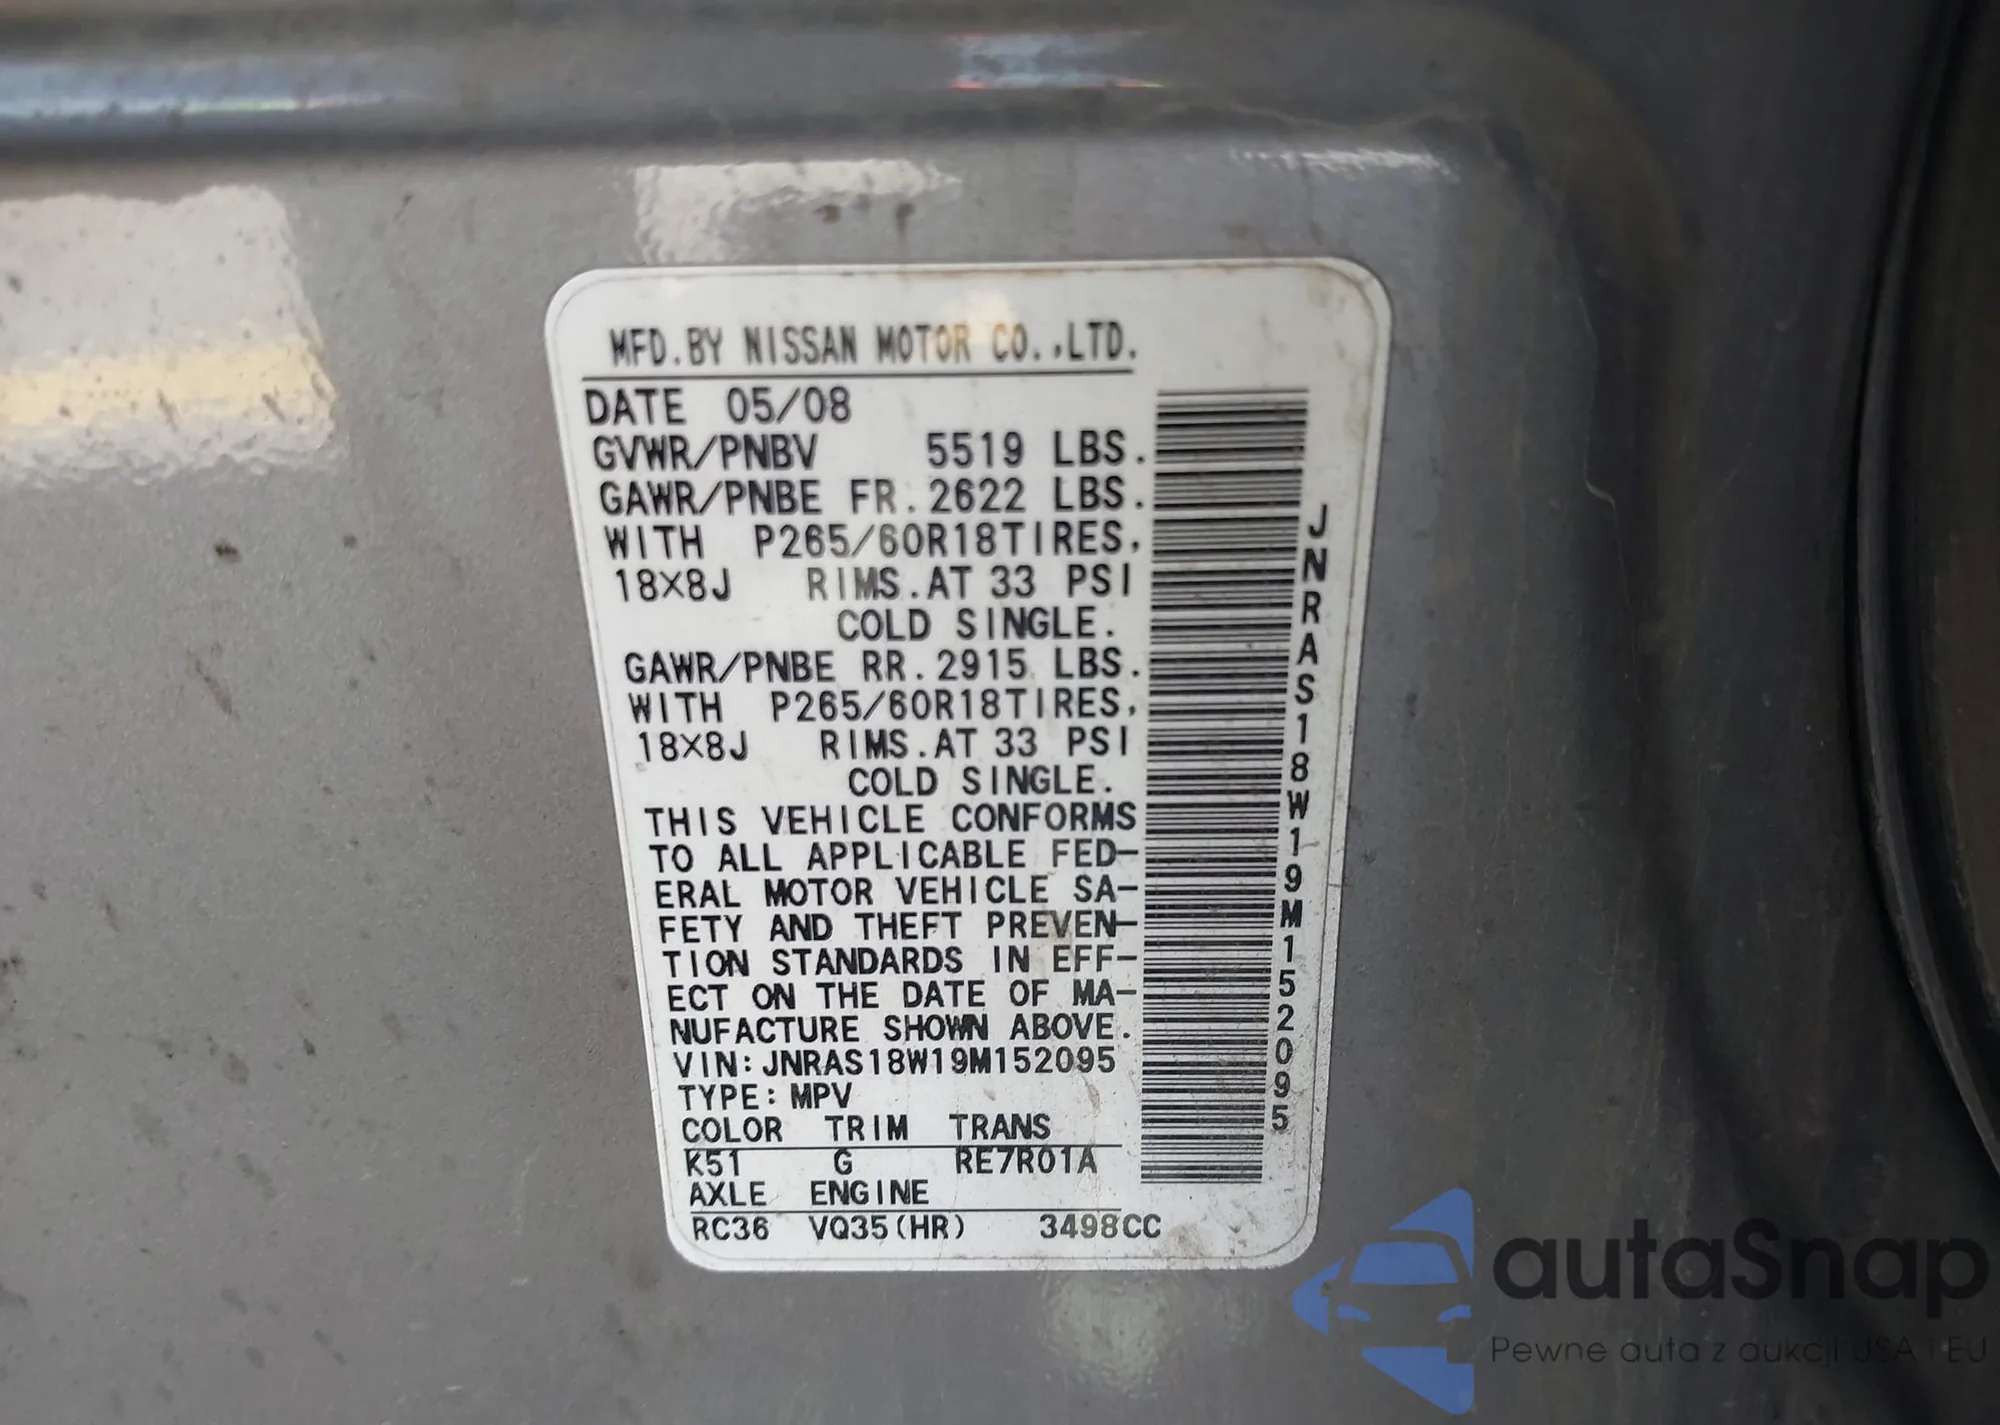 MFD.BY NISSAN MOTOR CO.,LTD.
DATE 05/08
GVWR/PNBV 5519 LBS.
GAWR/PNBE FR.2622 LBS.
WITH P265/60R18TIRES,
18X8J RIMS.AT 33 PSI
COLD SINGLE.
GAWR/PNBE RR.2915 LBS.
WITH P265/60R18TIRES,
18X8J RIMS.AT 33 PSI
COLD SINGLE.
THIS VEHICLE CONFORMS
TO ALL APPLICABLE FED-
ERAL MOTOR VEHICLE SA-
FETY AND THEFT PREVEN-
TION STANDARDS IN EFF-
ECT ON THE DATE OF MA-
NUFACTURE SHOWN ABOVE.
VIN:JNRAS18W19M152095
TYPE:MPV
COLOR TRIM TRANS
K51 G RE7R01A
AXLE ENGINE
RC36 VQ35(HR) 3498CC
JNRAS18W19M152095
autaSnap
Pewne auta z aukcji USA i EU